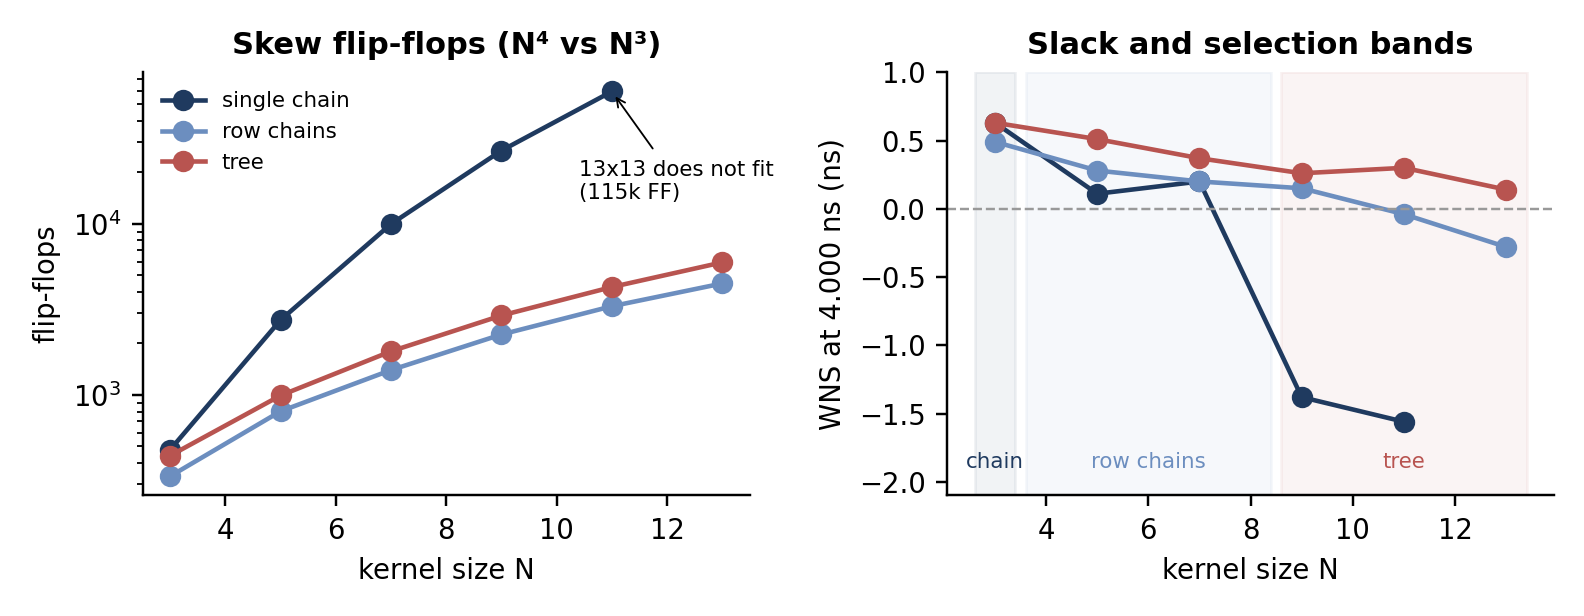 Skew flip-flops (N⁴ vs N³)
single chain
row chains
tree
13x13 does not fit
(115k FF)
10⁴
10³
flip-flops
4 6 8 10 12
kernel size N
Slack and selection bands
1.0
0.5
0.0
−0.5
−1.0
−1.5
−2.0
WNS at 4.000 ns (ns)
chain row chains tree
4 6 8 10 12
kernel size N